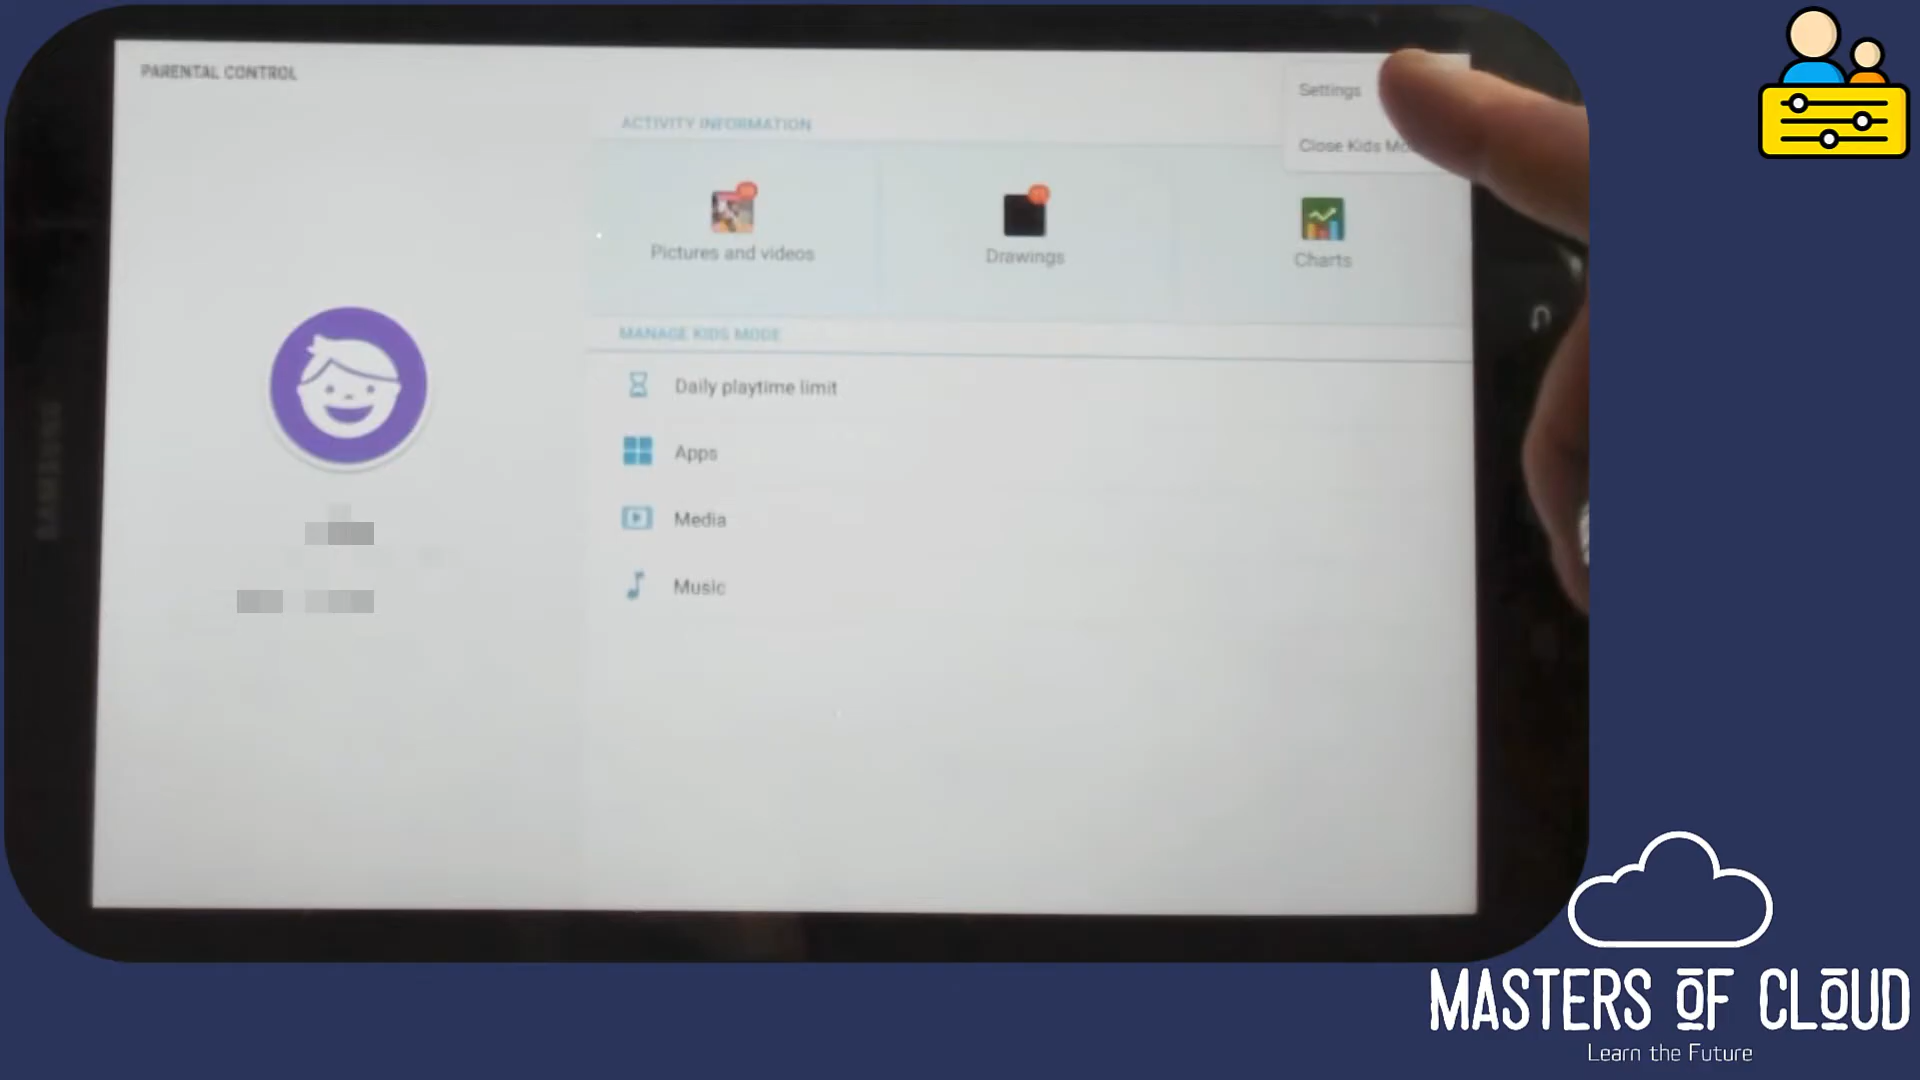 PARENTAL CONTROL
Settings
Close Kids
ACTIVITY INFORMATION
Pictures and videos
Drawings
Charts
MANAGE KIDS MODE
Daily playtime limit
Apps
Media
Music
SAMSUNG
MASTERS OF CLOUD
Learn the Future